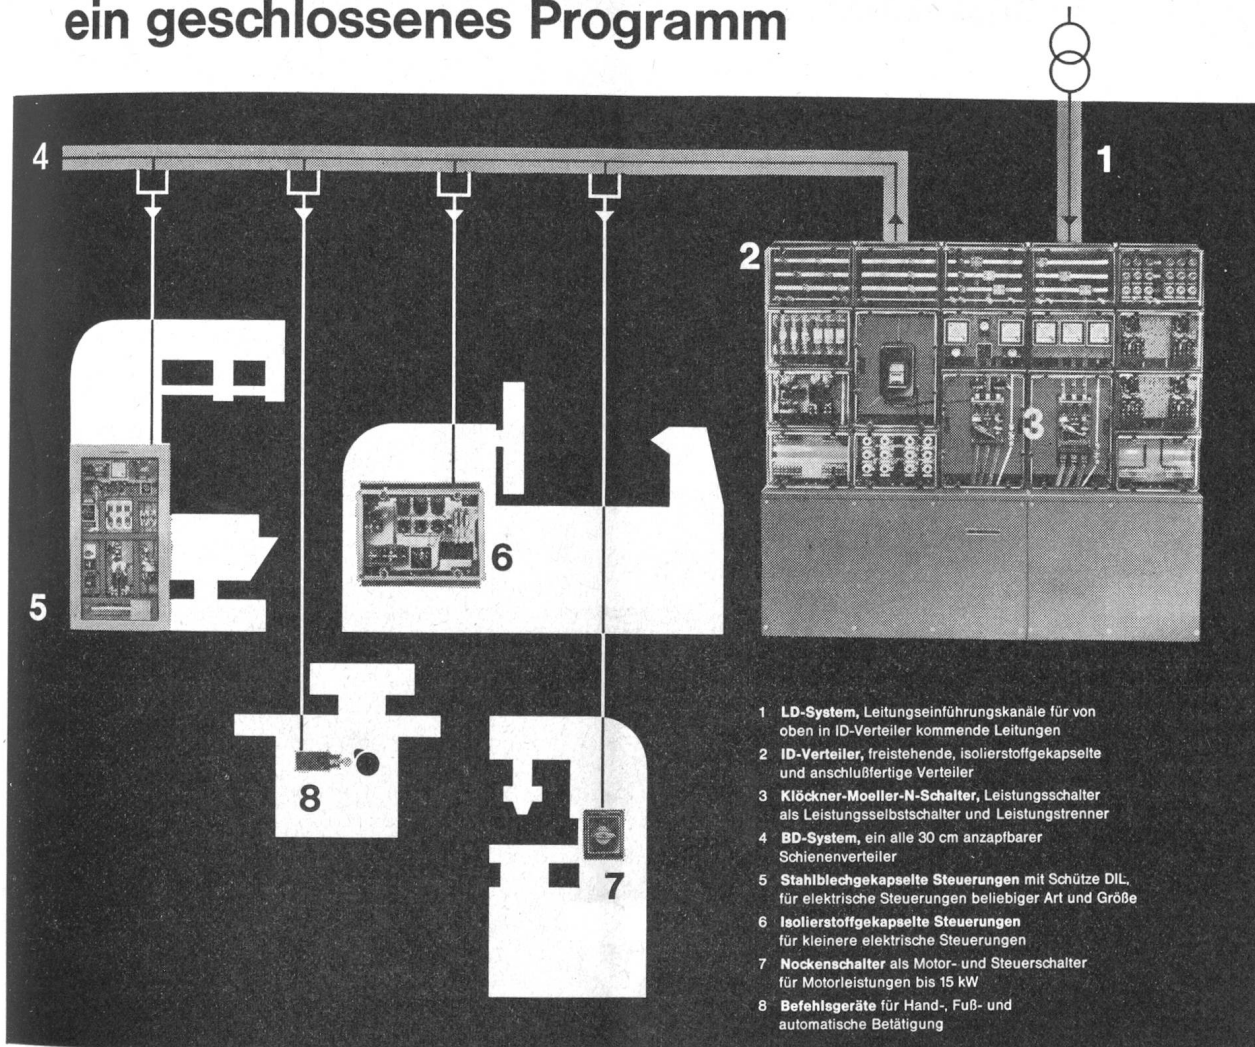 ein geschlossenes Programm
1
4
2
3
6
5
8
7
1 LD-System, Leitungseinführungskanäle für von
oben in ID-Verteiler kommende Leitungen
2 ID-Verteiler, freistehende, isolierstoffgekapselte
und anschlußfertige Verteiler
3 Klöckner-Moeller-N-Schalter, Leistungsschalter
als Leistungsselbstschalter und Leistungstrenner
4 BD-System, ein alle 30 cm anzapfbarer
Schienenverteiler
5 Stahlblechgekapselte Steuerungen mit Schütze DIL,
für elektrische Steuerungen beliebiger Art und Größe
6 Isolierstoffgekapselte Steuerungen
für kleinere elektrische Steuerungen
7 Nockenschalter als Motor- und Steuerschalter
für Motorleistungen bis 15 kW
8 Befehlsgeräte für Hand-, Fuß- und
automatische Betätigung